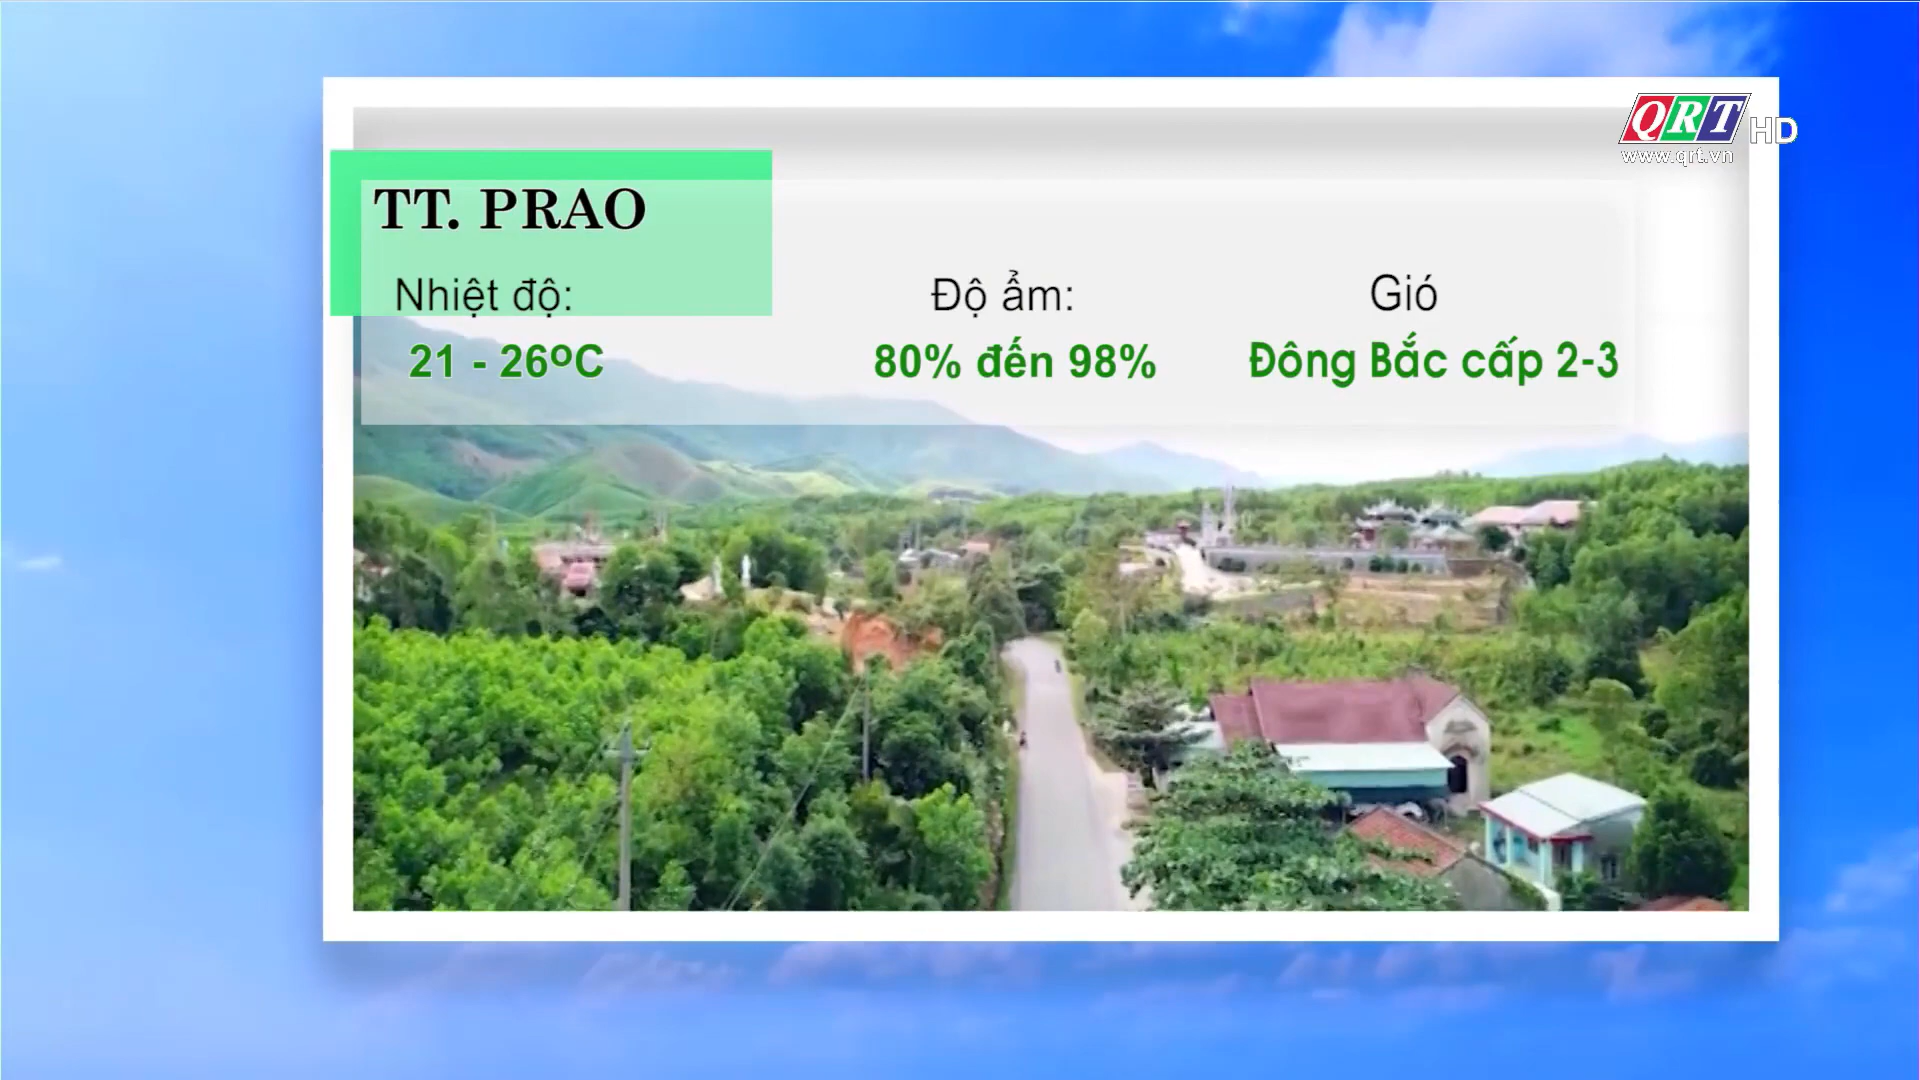 QRT HD
www.qrt.vn
TT. PRAO
Nhiệt độ: Độ ẩm: Gió
21 - 26ºC 80% đến 98% Đông Bắc cấp 2-3